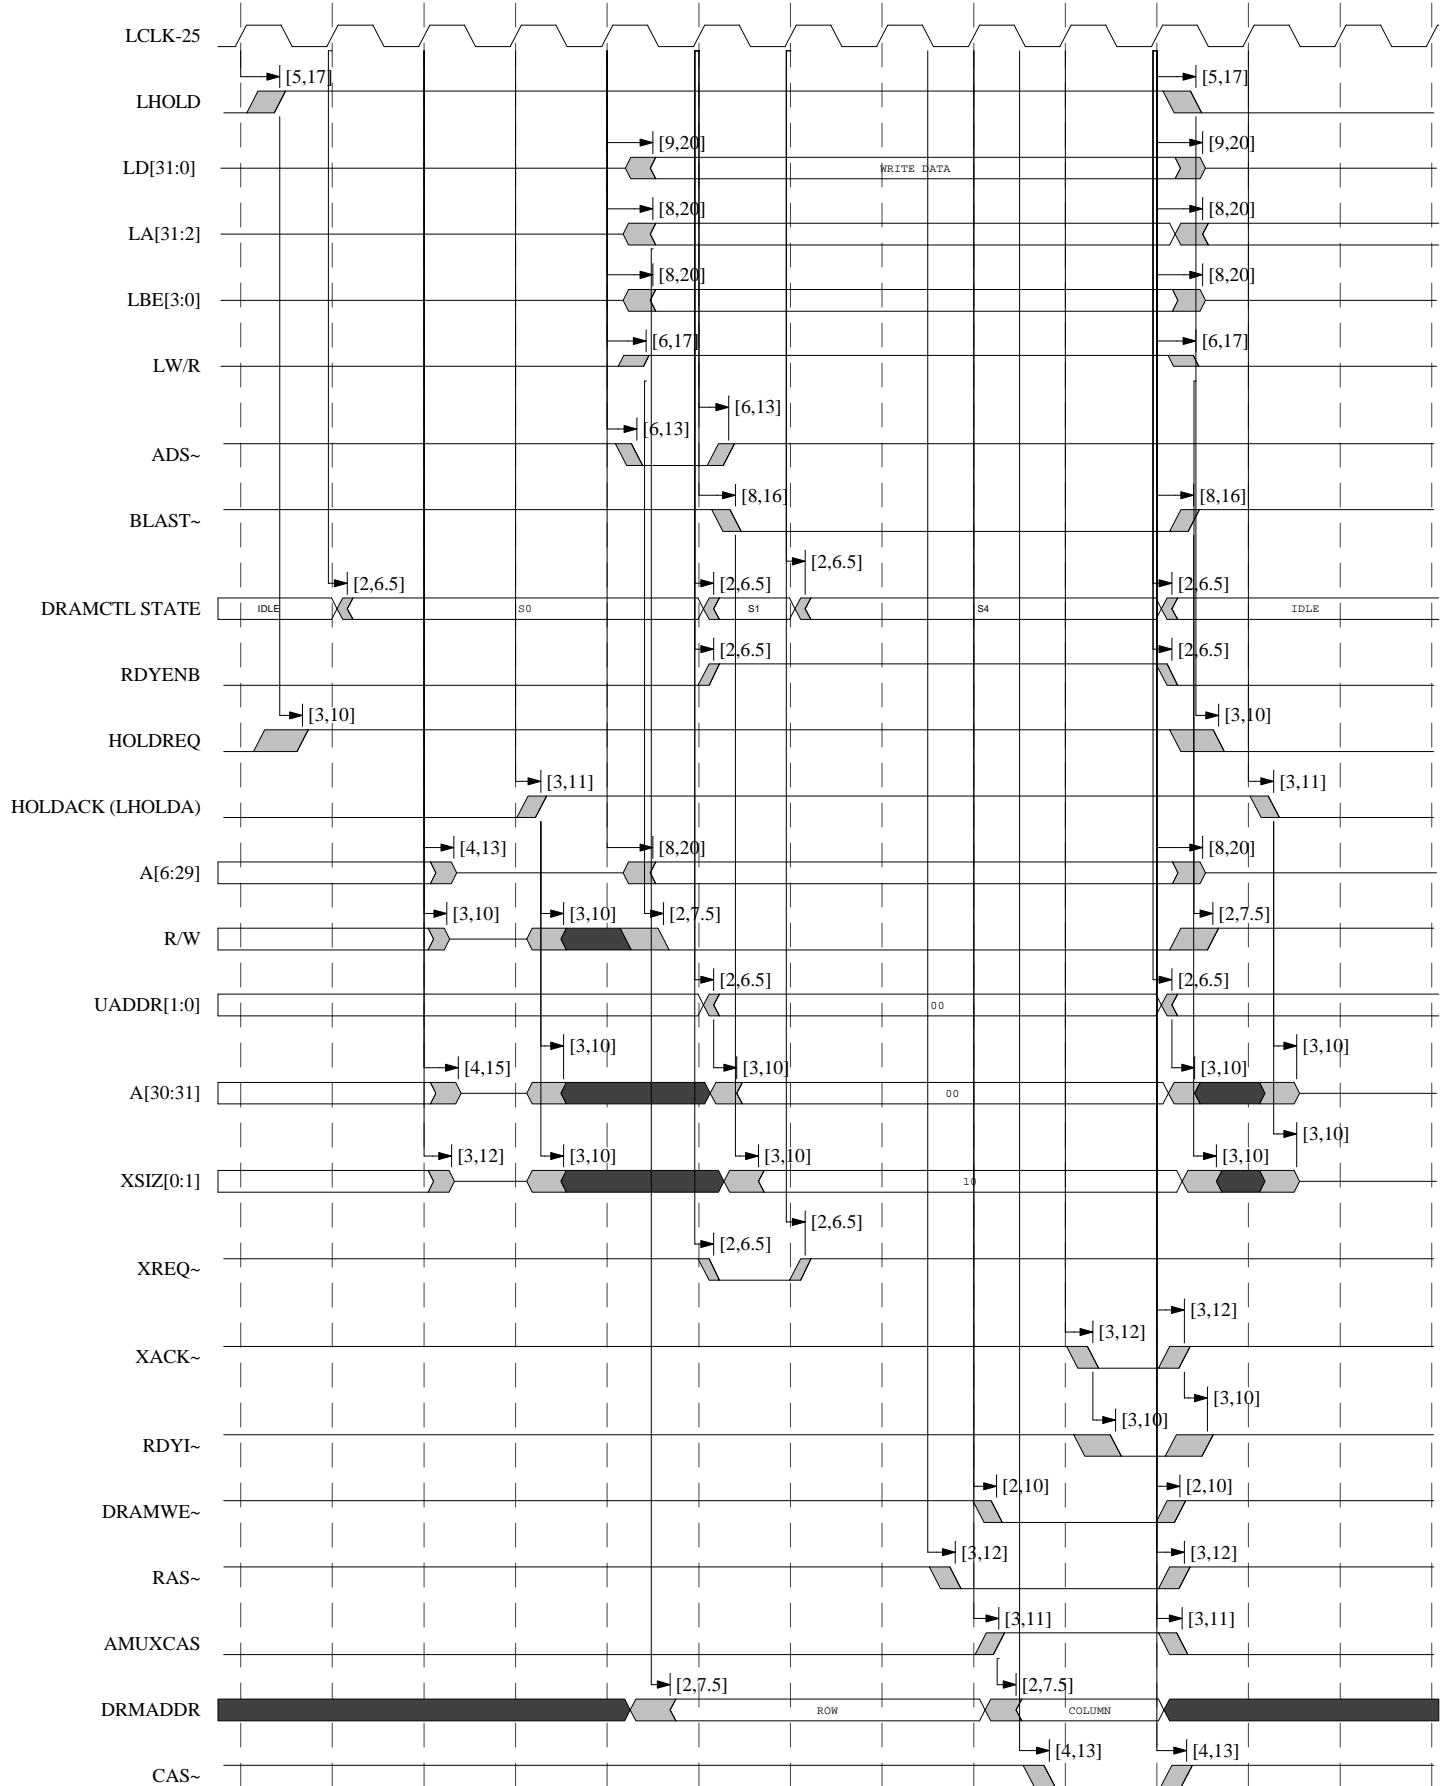 LCLK-25
[5,17] [5,17]
LHOLD
[9,20] [9,20]
LD[31:0] WRITE DATA
[8,20] [8,20]
LA[31:2]
[8,20] [8,20]
LBE[3:0]
[6,17] [6,17]
LW/R
[6,13]
[6,13]
ADS~
[8,16] [8,16]
BLAST~
[2,6.5]
[2,6.5] [2,6.5] [2,6.5]
DRAMCTL STATE IDLE S0 S1 S4 IDLE
[2,6.5] [2,6.5]
RDYENB
[3,10] [3,10]
HOLDREQ
[3,11] [3,11]
HOLDACK (LHOLDA)
[4,13] [8,20] [8,20]
A[6:29]
[3,10] [3,10] [2,7.5] [2,7.5]
R/W
[2,6.5] [2,6.5]
UADDR[1:0] 00
[3,10] [3,10]
[4,15] [3,10] [3,10]
A[30:31] 00
[3,10]
[3,12] [3,10] [3,10] [3,10]
XSIZ[0:1] 10
[2,6.5]
[2,6.5]
XREQ~
[3,12]
[3,12]
XACK~
[3,10]
[3,10]
RDYI~
[2,10] [2,10]
DRAMWE~
[3,12] [3,12]
RAS~
[3,11] [3,11]
AMUXCAS
[2,7.5] [2,7.5]
DRMADDR ROW COLUMN
[4,13] [4,13]
CAS~